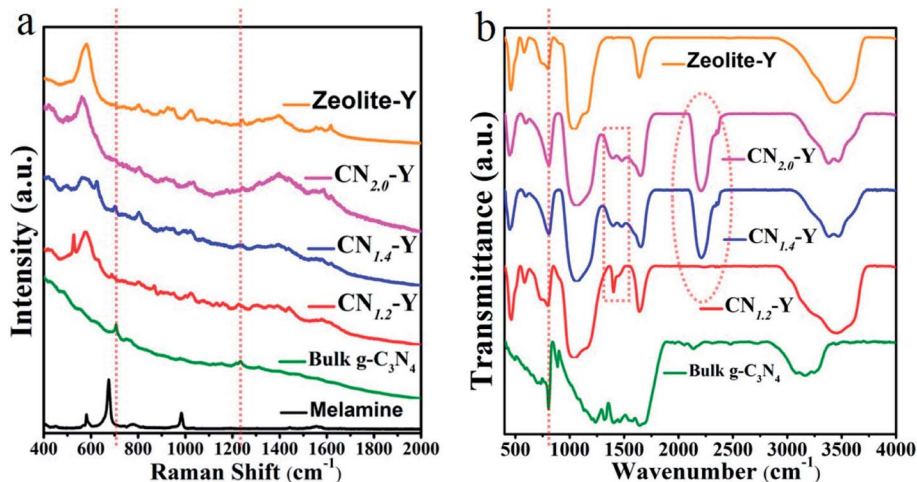 a
Intensity (a.u.)
Zeolite-Y
CN2.0-Y
CN1.4-Y
CN1.2-Y
Bulk g-C3N4
Melamine
400 600 800 1000 1200 1400 1600 1800 2000
Raman Shift (cm-1)
b
Transmittance (a.u.)
Zeolite-Y
CN2.0-Y
CN1.4-Y
CN1.2-Y
Bulk g-C3N4
1000 1500 2000 2500 3000 3500 4000
Wavenumber (cm-1)